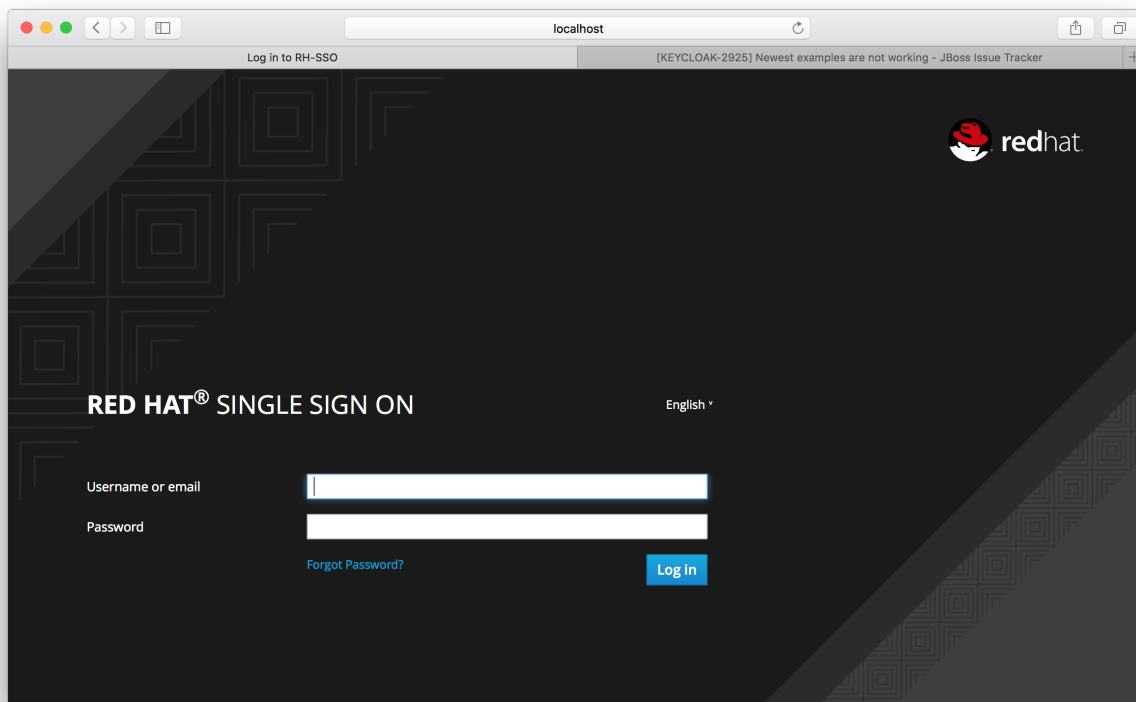 localhost
Log in to RH-SSO
[KEYCLOAK-2925] Newest examples are not working - JBoss Issue Tracker
redhat.
RED HAT® SINGLE SIGN ON
English
Username or email
Password
Forgot Password?
Log in